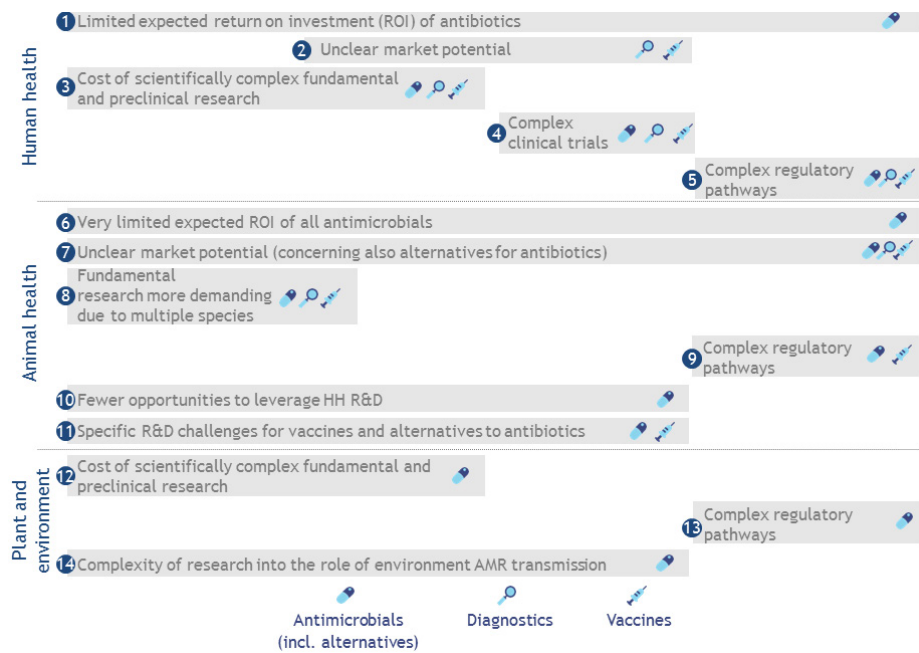 Human health
1 Limited expected return on investment (ROI) of antibiotics
2 Unclear market potential
3 Cost of scientifically complex fundamental
and preclinical research
4 Complex
clinical trials
5 Complex regulatory
pathways
Animal health
6 Very limited expected ROI of all antimicrobials
7 Unclear market potential (concerning also alternatives for antibiotics)
8 Fundamental
research more demanding
due to multiple species
9 Complex regulatory
pathways
10 Fewer opportunities to leverage HH R&D
11 Specific R&D challenges for vaccines and alternatives to antibiotics
Plant and
environment
12 Cost of scientifically complex fundamental and
preclinical research
13 Complex regulatory
pathways
14 Complexity of research into the role of environment AMR transmission
Antimicrobials
(incl. alternatives)
Diagnostics
Vaccines